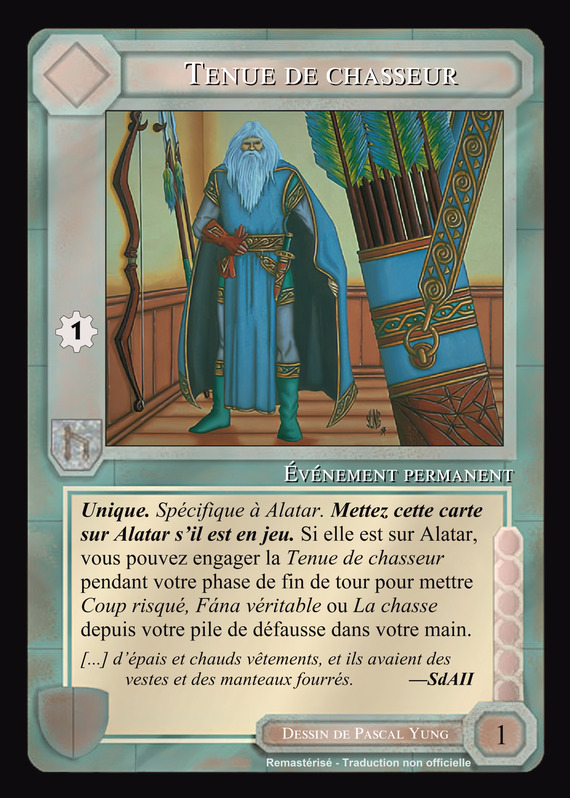 Tenue de chasseur
1
Événement permanent
Unique. Spécifique à Alatar. Mettez cette carte
sur Alatar s'il est en jeu. Si elle est sur Alatar,
vous pouvez engager la Tenue de chasseur
pendant votre phase de fin de tour pour mettre
Coup risqué, Fána véritable ou La chasse
depuis votre pile de défausse dans votre main.
[...] d'épais et chauds vêtements, et ils avaient des
vestes et des manteaux fourrés. —SdAII
Dessin de Pascal Yung
1
Remastérisé - Traduction non officielle